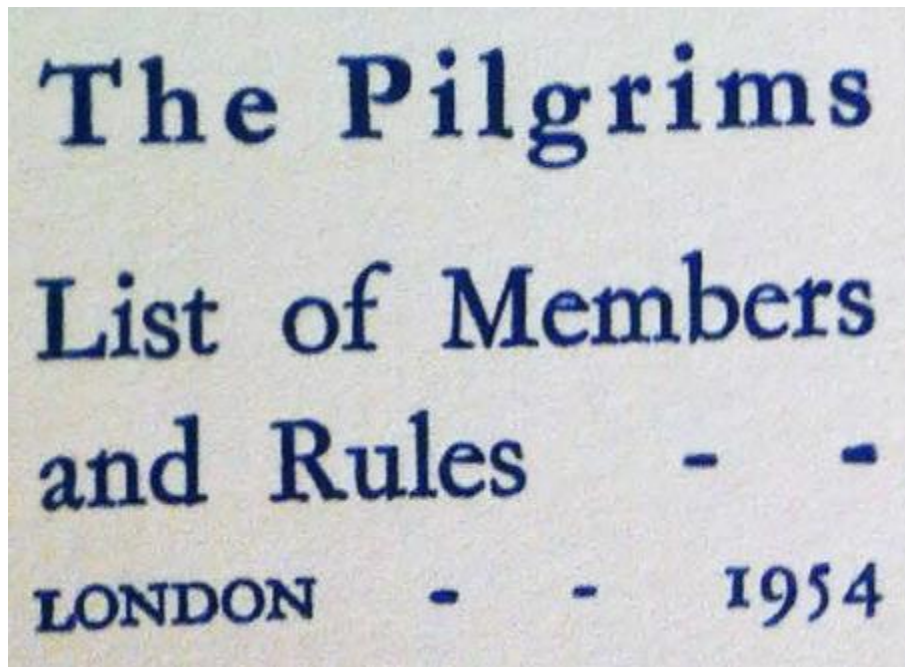 The Pilgrims
List of Members
and Rules - -
LONDON - - 1954